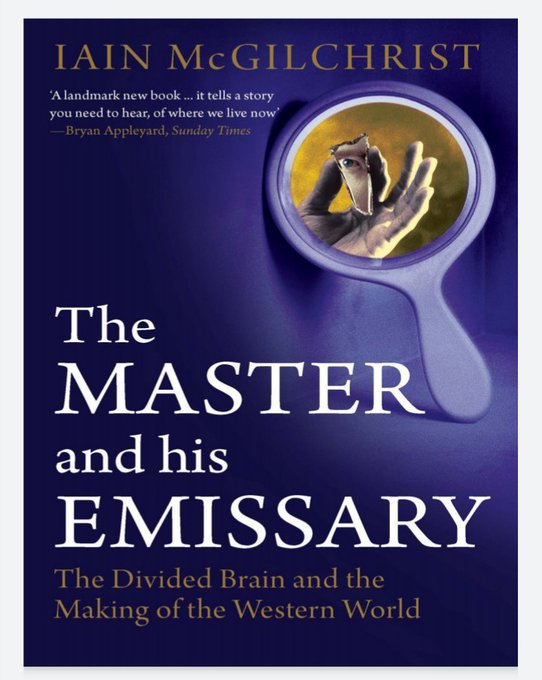 IAIN McGILCHRIST
‘A landmark new book ... it tells a story
you need to hear, of where we live now’
—Bryan Appleyard, Sunday Times
The
MASTER
and his
EMISSARY
The Divided Brain and the
Making of the Western World